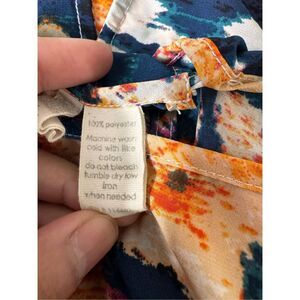 100% polyester
Machine wash
cold with like
colors
do not bleach
tumble dry low
Iron
when needed